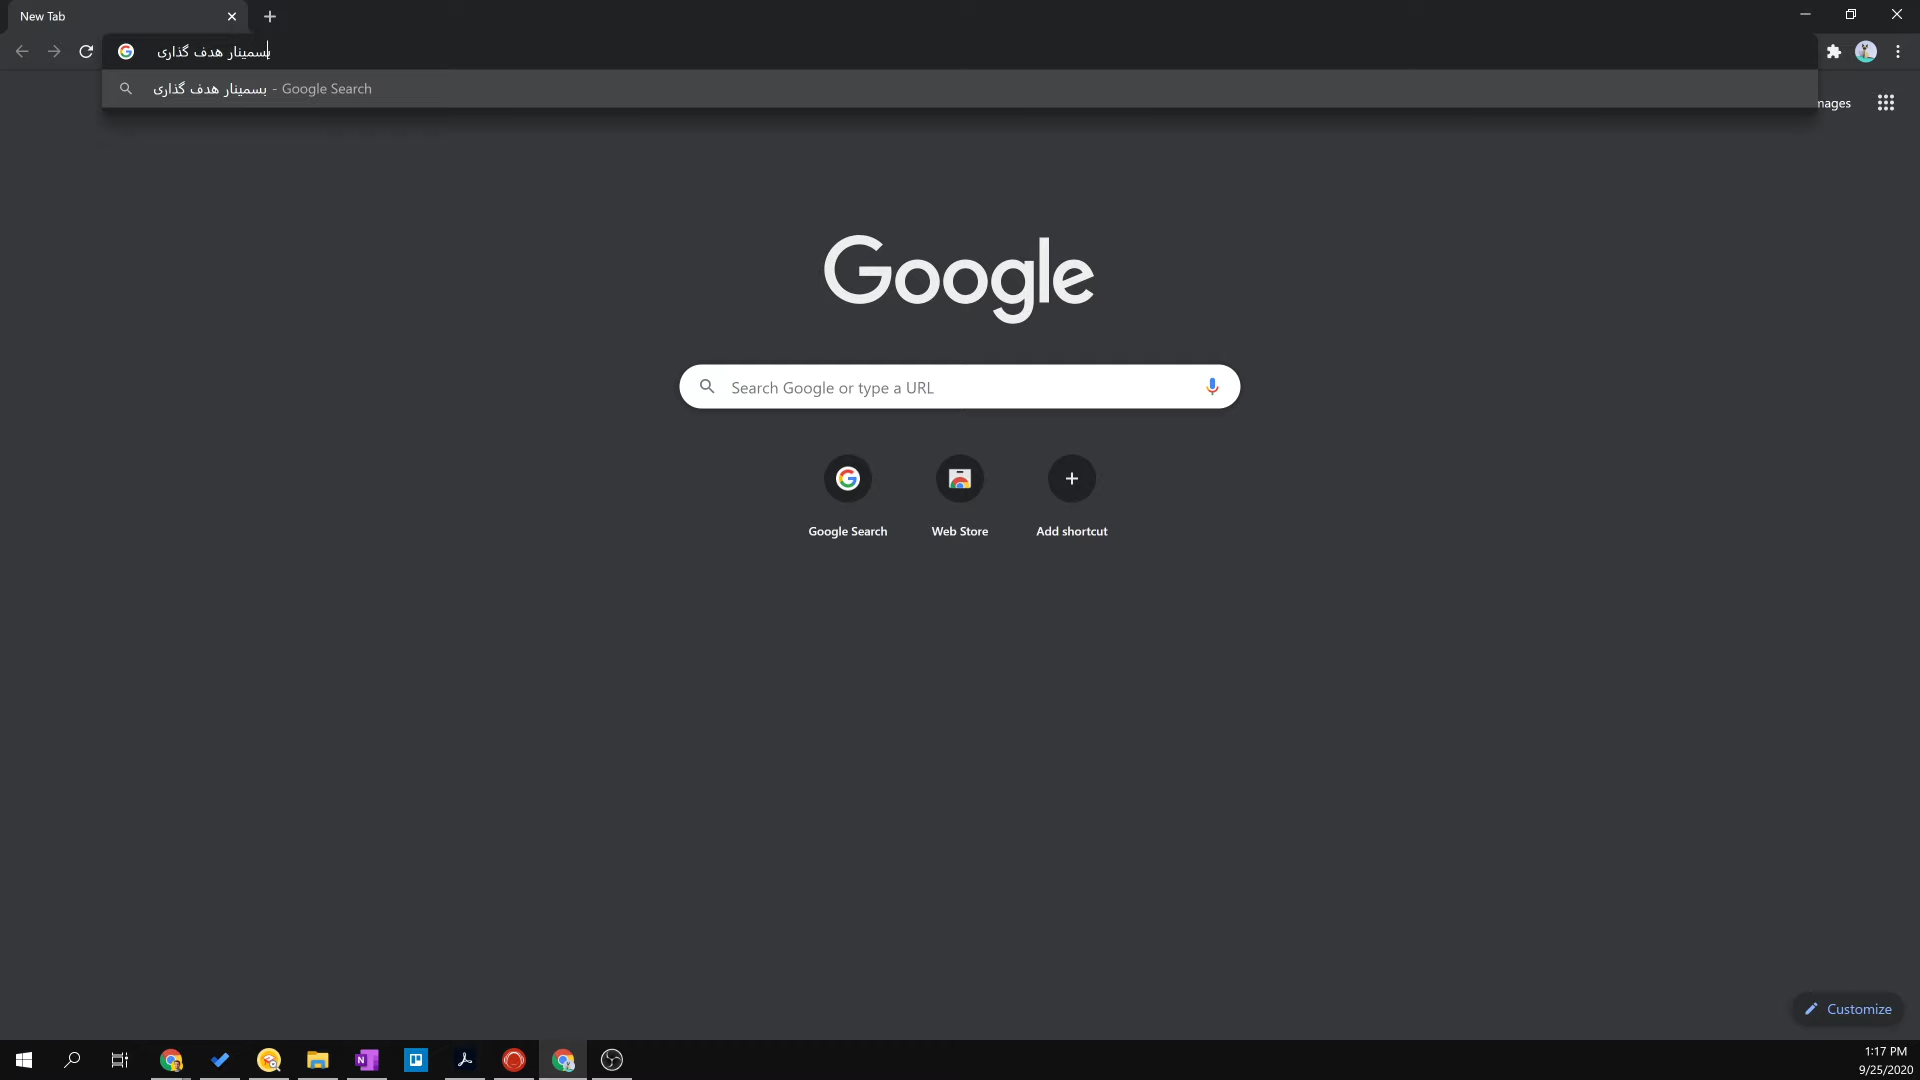 New Tab
بسمینار هدف گذاری
بسمینار هدف گذاری - Google Search
mages
Google
Search Google or type a URL
Google Search
Web Store
Add shortcut
Customize
1:17 PM
9/25/2020